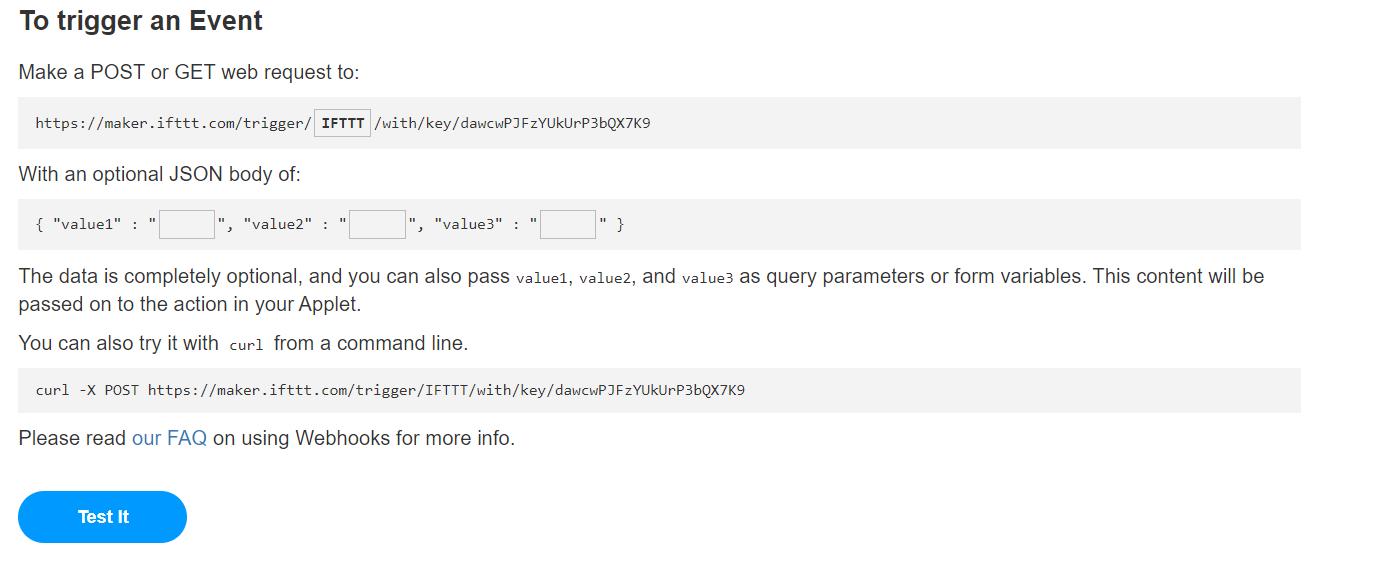 To trigger an Event
Make a POST or GET web request to:
https://maker.ifttt.com/trigger/ IFTTT /with/key/dawcwPJFzYUkUrP3bQX7K9
With an optional JSON body of:
{ "value1" : "", "value2" : "", "value3" : "" }
The data is completely optional, and you can also pass value1, value2, and value3 as query parameters or form variables. This content will be
passed on to the action in your Applet.
You can also try it with curl from a command line.
curl -X POST https://maker.ifttt.com/trigger/IFTTT/with/key/dawcwPJFzYUkUrP3bQX7K9
Please read our FAQ on using Webhooks for more info.
Test It